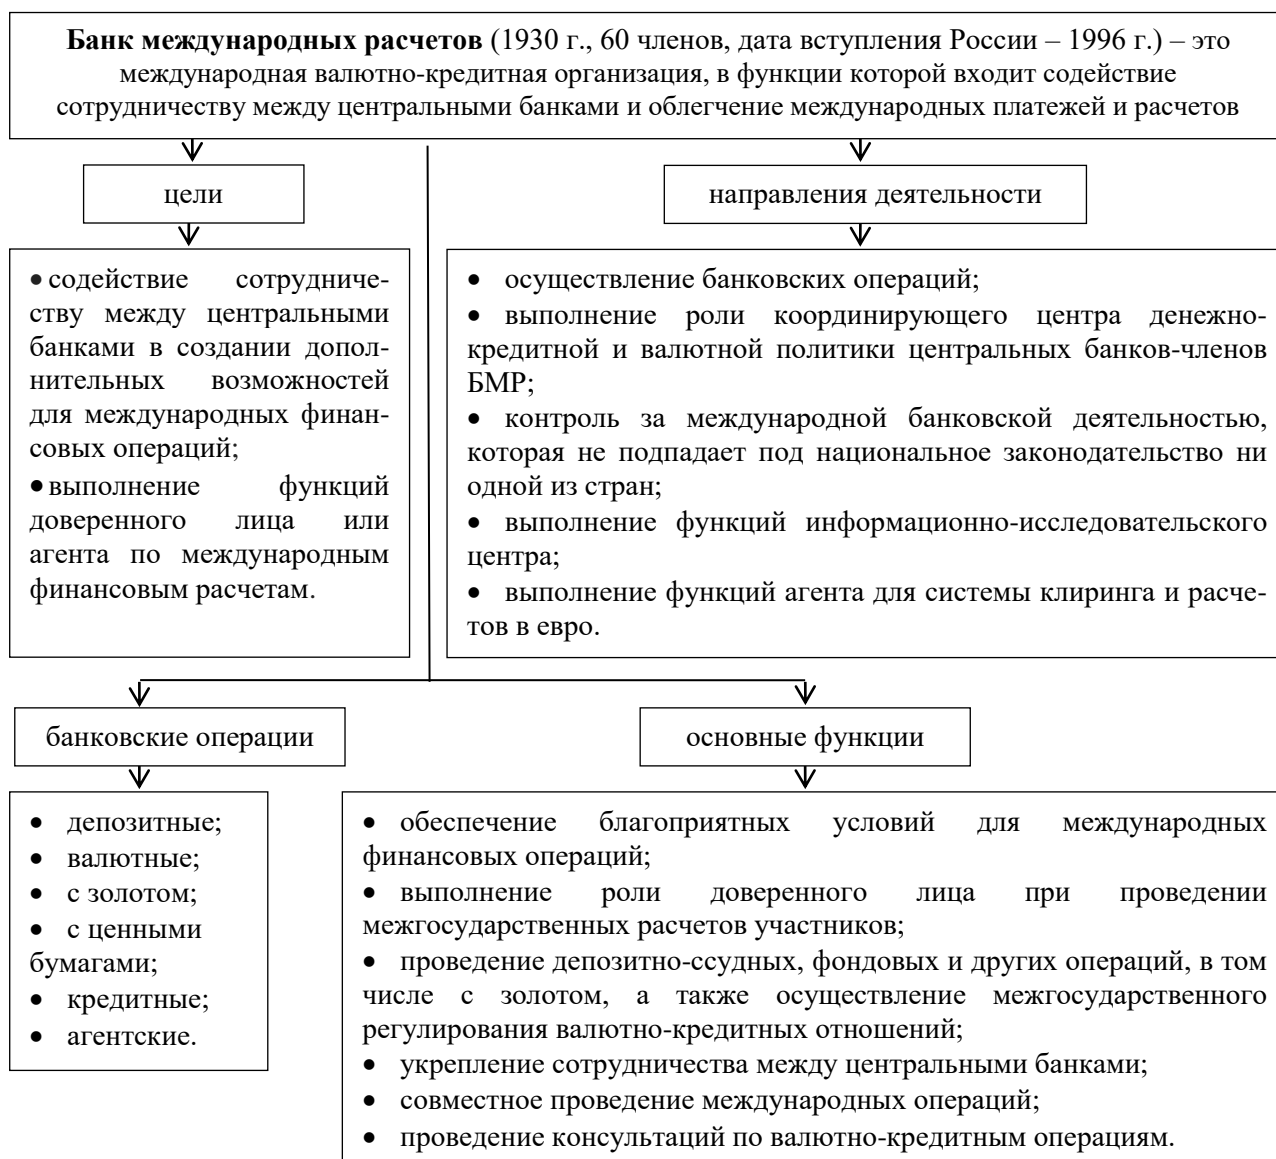 Банк международных расчетов (1930 г., 60 членов, дата вступления России – 1996 г.) – это
международная валютно-кредитная организация, в функции которой входит содействие
сотрудничеству между центральными банками и облегчение международных платежей и расчетов
цели
направления деятельности
• содействие сотрудниче-
ству между центральными
банками в создании допол-
нительных возможностей
для международных финан-
совых операций;
• выполнение функций
доверенного лица или
агента по международным
финансовым расчетам.
• осуществление банковских операций;
• выполнение роли координирующего центра денежно-
кредитной и валютной политики центральных банков-членов
БМР;
• контроль за международной банковской деятельностью,
которая не подпадает под национальное законодательство ни
одной из стран;
• выполнение функций информационно-исследовательского
центра;
• выполнение функций агента для системы клиринга и расче-
тов в евро.
банковские операции
основные функции
• депозитные;
• валютные;
• с золотом;
• с ценными
бумагами;
• кредитные;
• агентские.
• обеспечение благоприятных условий для международных
финансовых операций;
• выполнение роли доверенного лица при проведении
межгосударственных расчетов участников;
• проведение депозитно-ссудных, фондовых и других операций, в том
числе с золотом, а также осуществление межгосударственного
регулирования валютно-кредитных отношений;
• укрепление сотрудничества между центральными банками;
• совместное проведение международных операций;
• проведение консультаций по валютно-кредитным операциям.